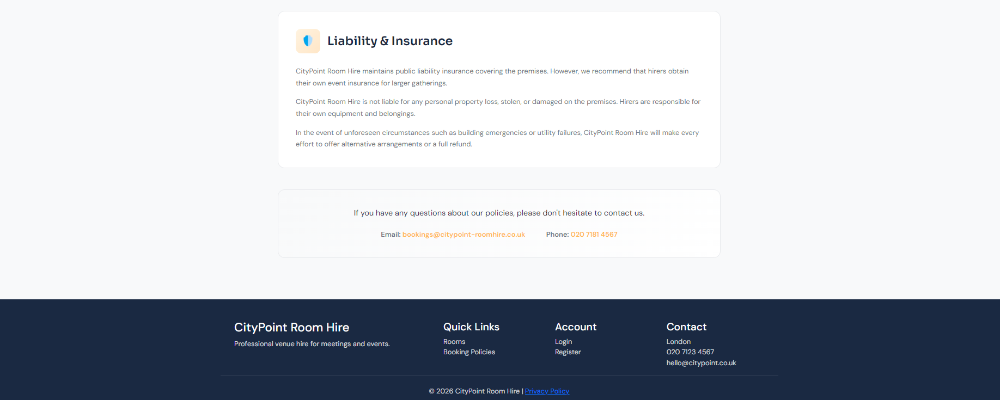 Liability & Insurance
CityPoint Room Hire maintains public liability insurance covering the premises. However, we recommend that hirers obtain
their own event insurance for larger gatherings.
CityPoint Room Hire is not liable for any personal property loss, stolen, or damaged on the premises. Hirers are responsible for
their own equipment and belongings.
In the event of unforeseen circumstances such as building emergencies or utility failures, CityPoint Room Hire will make every
effort to offer alternative arrangements or a full refund.
If you have any questions about our policies, please don't hesitate to contact us.
Email: bookings@citypoint-roomhire.co.uk Phone: 020 7181 4567
CityPoint Room Hire
Professional venue hire for meetings and events.
Quick Links
Rooms
Booking Policies
Account
Login
Register
Contact
London
020 7123 4567
hello@citypoint.co.uk
© 2026 CityPoint Room Hire | Privacy Policy